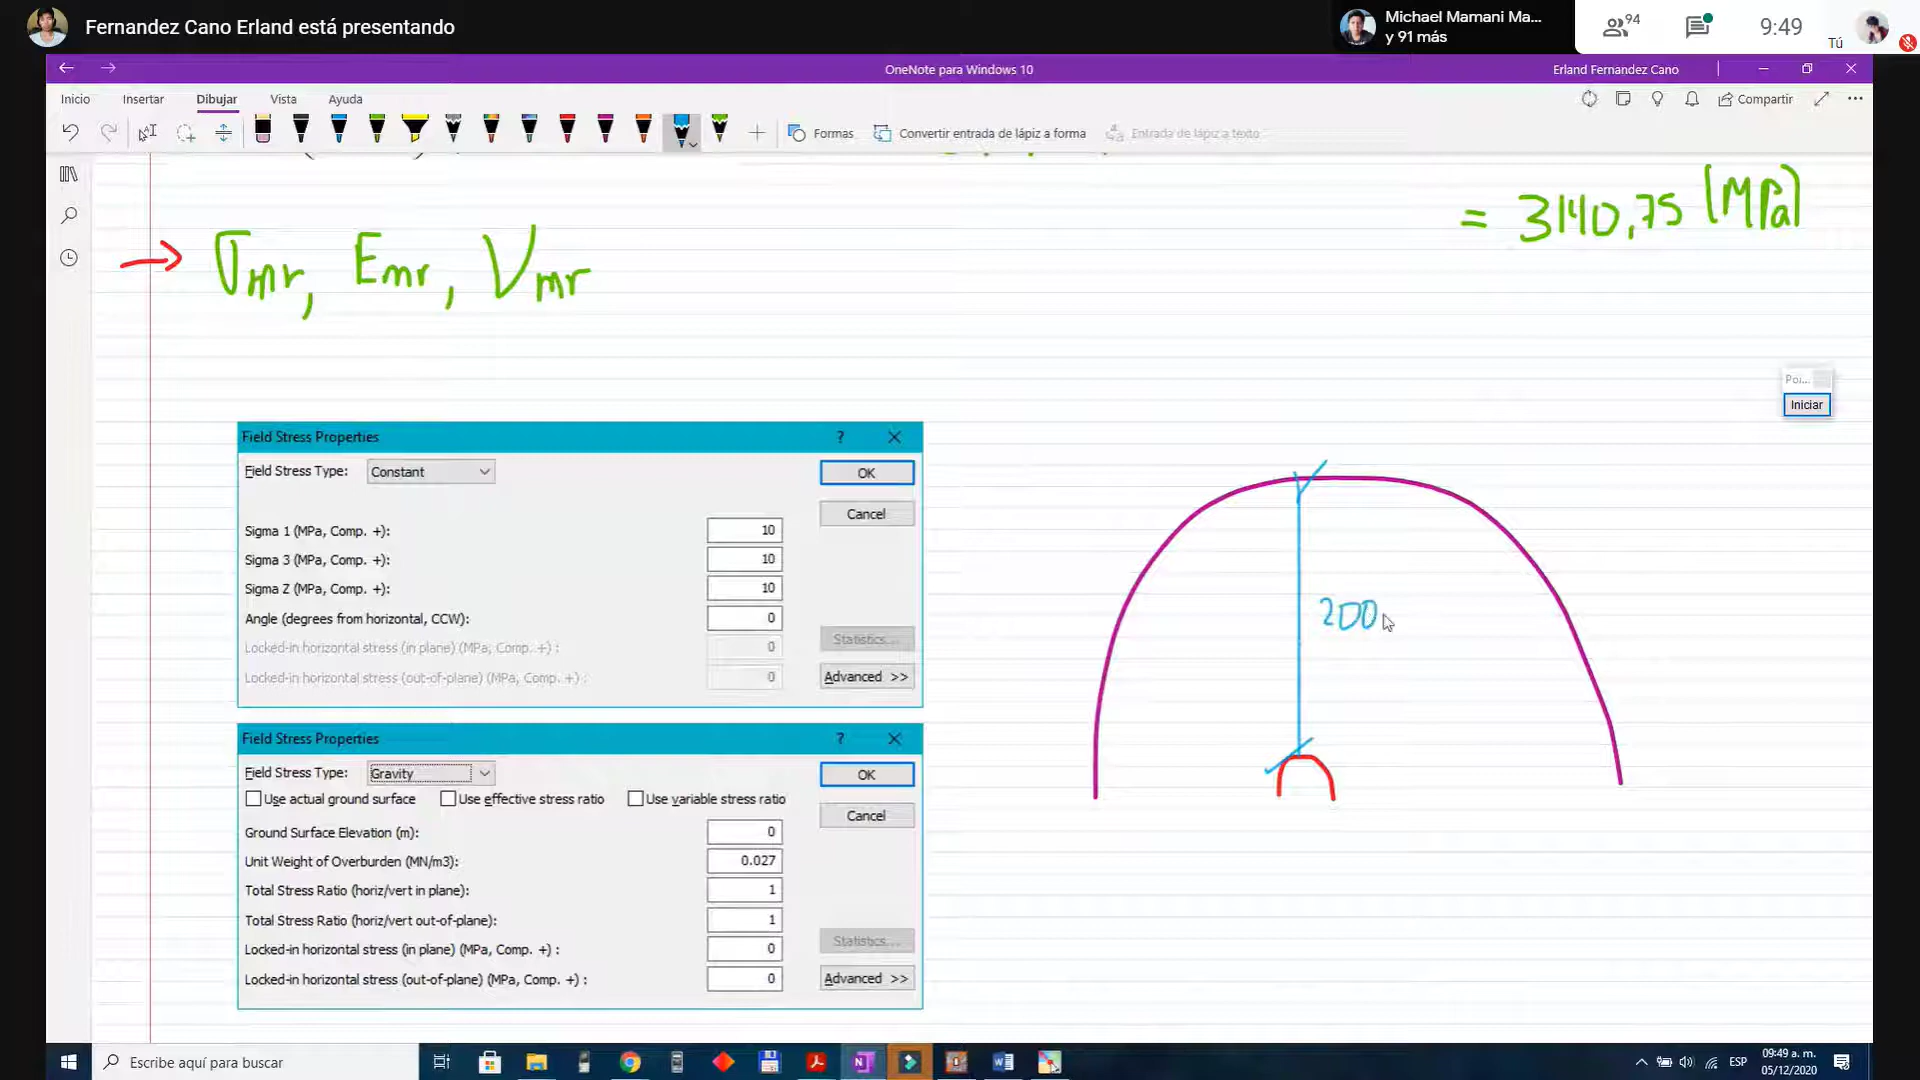 Fernandez Cano Erland está presentando
Michael Mamani Ma...
y 91 más
94
9:49
Tú
OneNote para Windows 10
Erland Fernandez Cano
Inicio
Insertar
Dibujar
Vista
Ayuda
Compartir
Formas
Convertir entrada de lápiz a forma
Entrada de lápiz a texto
= 3140,75 (MPa)
→ σmr, Emr, Vmr
Poi...
Iniciar
Field Stress Properties
?
Field Stress Type: Constant
OK
Cancel
Sigma 1 (MPa, Comp. +): 10
Sigma 3 (MPa, Comp. +): 10
Sigma Z (MPa, Comp. +): 10
Angle (degrees from horizontal, CCW): 0
Statistics...
Locked-in horizontal stress (in plane) (MPa, Comp. +) : 0
Locked-in horizontal stress (out-of-plane) (MPa, Comp. +) : 0
Advanced >>
200
Field Stress Properties
?
Field Stress Type: Gravity
OK
Use actual ground surface
Use effective stress ratio
Use variable stress ratio
Cancel
Ground Surface Elevation (m): 0
Unit Weight of Overburden (MN/m3): 0.027
Total Stress Ratio (horiz/vert in plane): 1
Total Stress Ratio (horiz/vert out-of-plane): 1
Statistics...
Locked-in horizontal stress (in plane) (MPa, Comp. +) : 0
Locked-in horizontal stress (out-of-plane) (MPa, Comp. +) : 0
Advanced >>
Escribe aquí para buscar
ESP
09:49 a. m.
05/12/2020